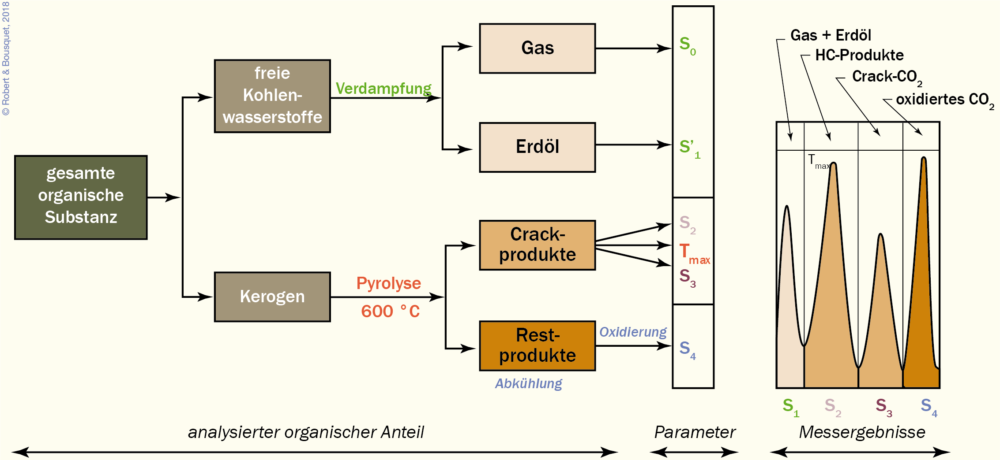 © Robert & Bousquet, 2018
gesamte
organische
Substanz
freie
Kohlen-
wasserstoffe
Verdampfung
Kerogen
Pyrolyse
600 °C
Gas
Erdöl
Crack-
produkte
Rest-
produkte
Abkühlung
Oxidierung
S0
S’1
S2
Tmax
S3
S4
Gas + Erdöl
HC-Produkte
Crack-CO2
oxidiertes CO2
Tmax
S1 S2 S3 S4
analysierter organischer Anteil
Parameter
Messergebnisse